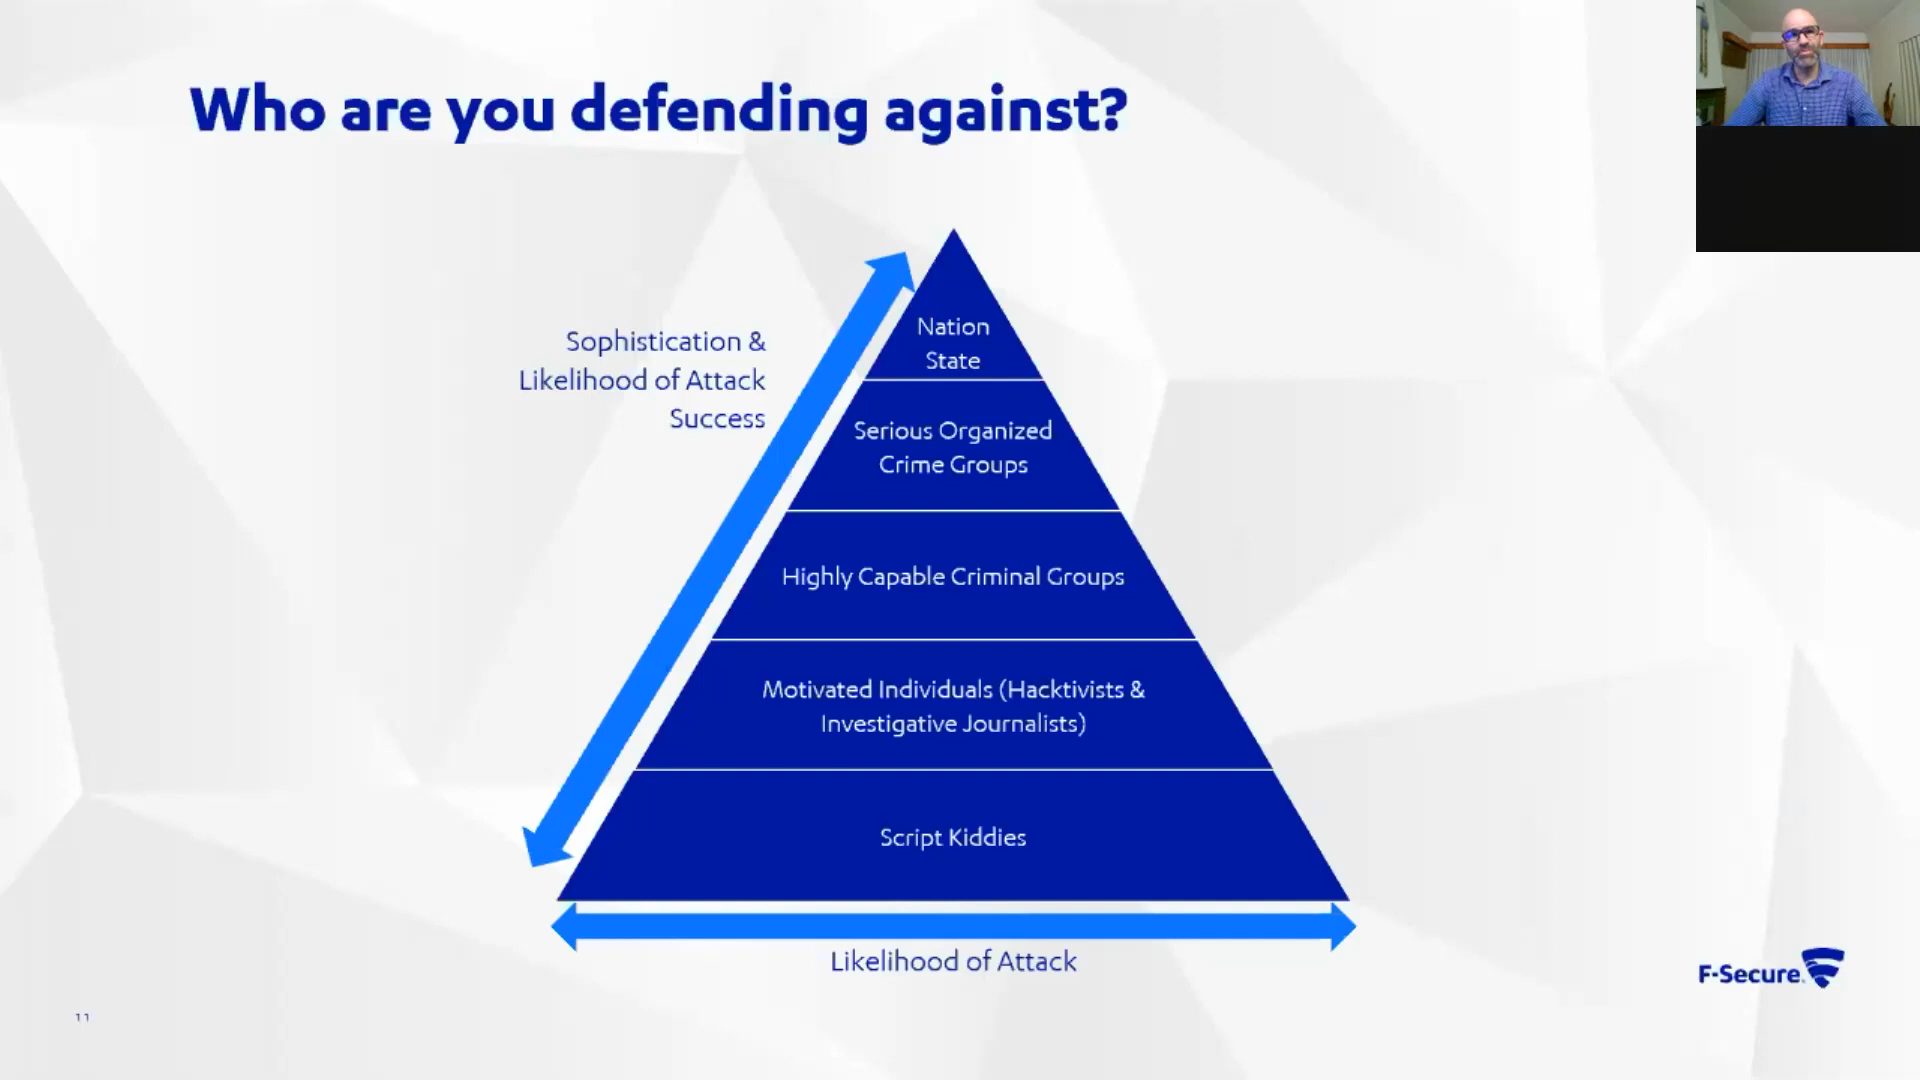 Who are you defending against?
Sophistication &
Likelihood of Attack
Success
Nation
State
Serious Organized
Crime Groups
Highly Capable Criminal Groups
Motivated Individuals (Hacktivists &
Investigative Journalists)
Script Kiddies
Likelihood of Attack
F-Secure
11